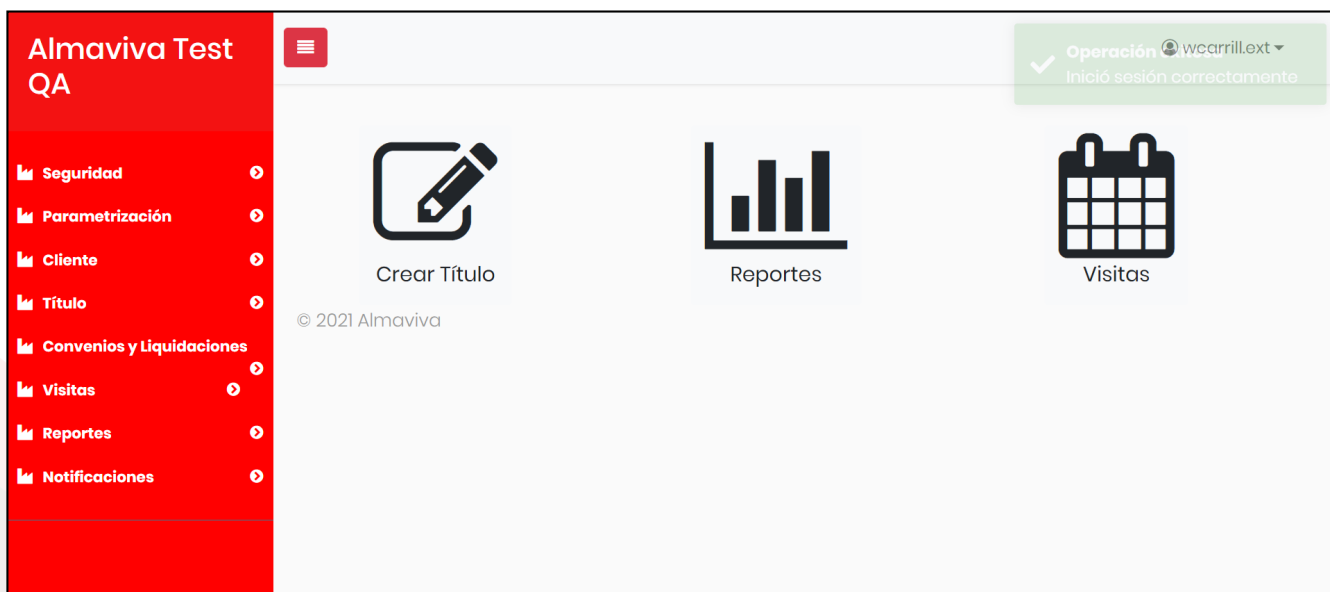 Almaviva Test
QA
Seguridad
Parametrización
Cliente
Título
Convenios y Liquidaciones
Visitas
Reportes
Notificaciones
wcarrill.ext
Operación
Inició sesión correctamente
Crear Título
Reportes
Visitas
© 2021 Almaviva